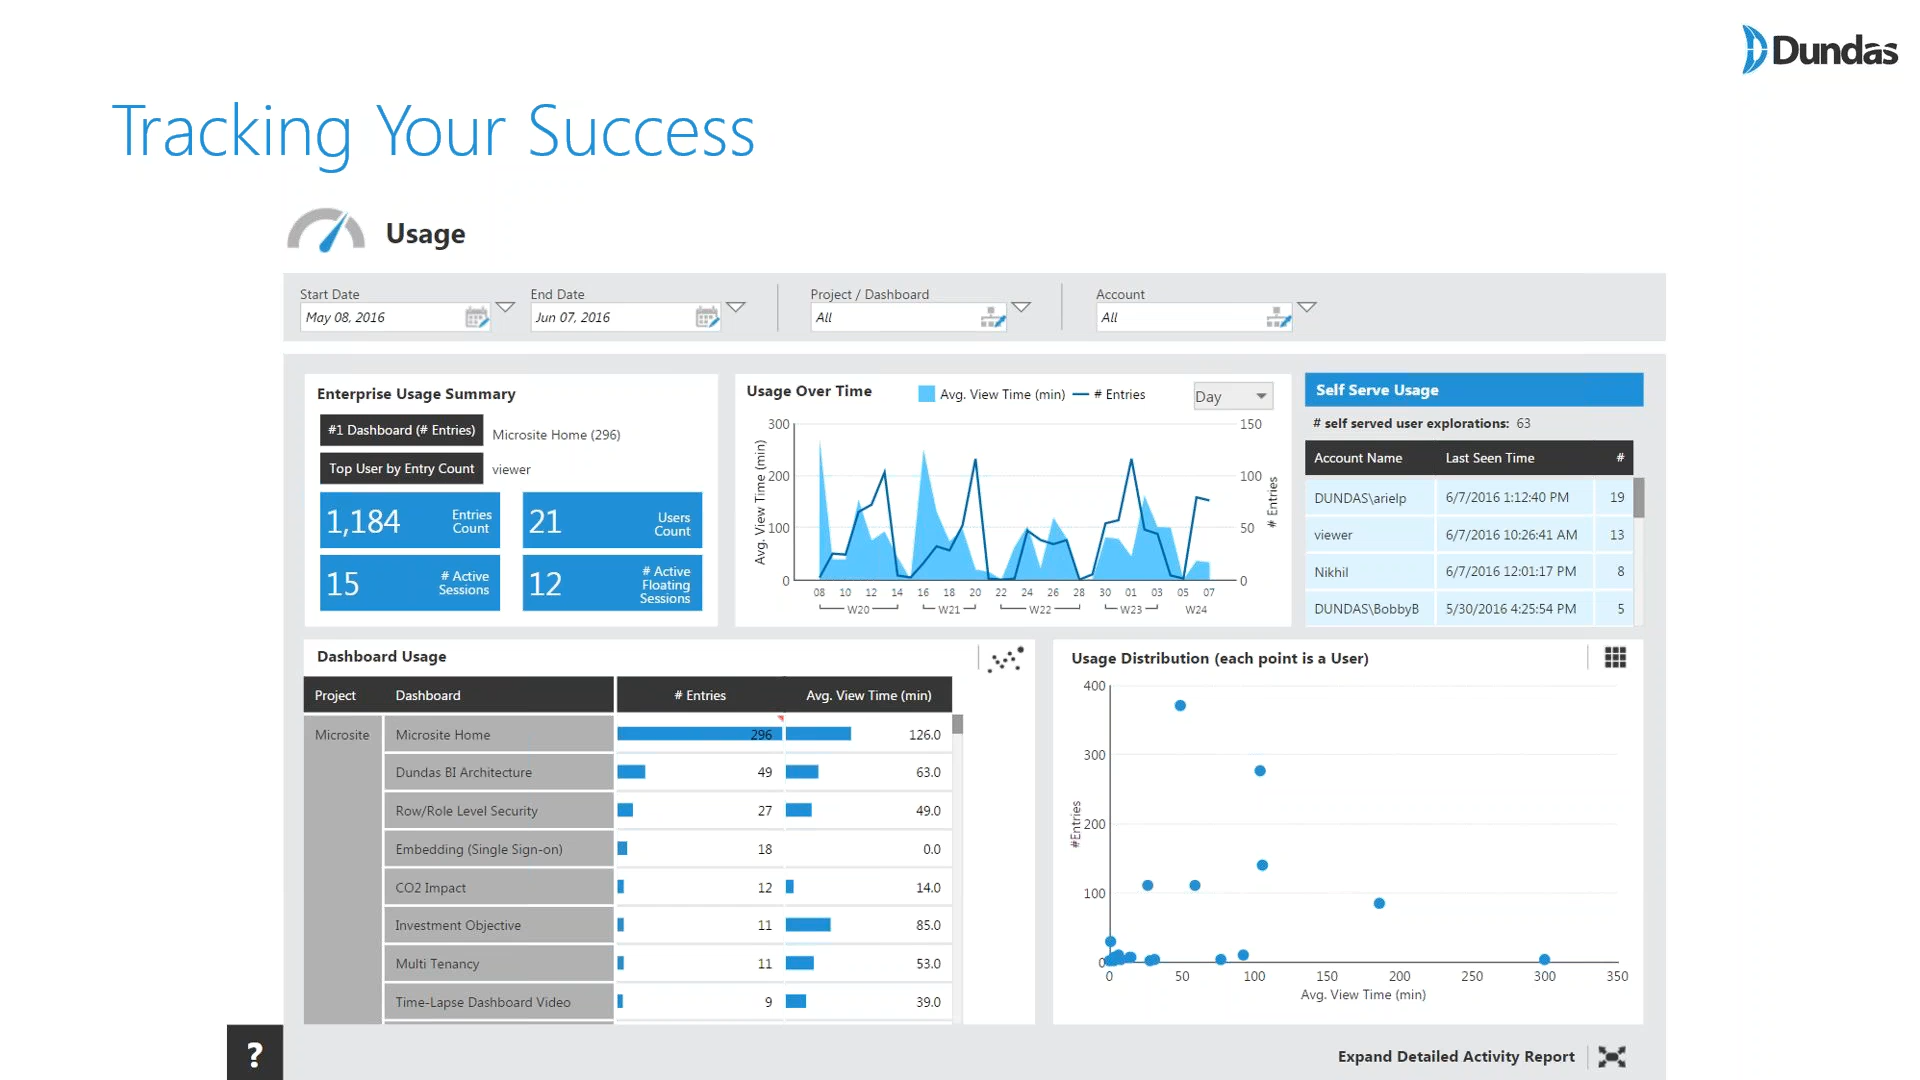 Dundas
Tracking Your Success
Usage
Start Date
May 08, 2016
End Date
Jun 07, 2016
Project / Dashboard
All
Account
All
Enterprise Usage Summary
#1 Dashboard (# Entries)
Microsite Home (296)
Top User by Entry Count
viewer
1,184
Entries
Count
21
Users
Count
15
# Active
Sessions
12
# Active
Floating
Sessions
Usage Over Time
Avg. View Time (min)
# Entries
Day
Avg. View Time (min)
300
200
100
0
150
100
50
0
# Entries
08 10 12 14 16 18 20 22 24 26 28 30 01 03 05 07
W20 W21 W22 W23 W24
Self Serve Usage
# self served user explorations: 63
Account Name Last Seen Time #
DUNDAS\arielp 6/7/2016 1:12:40 PM 19
viewer 6/7/2016 10:26:41 AM 13
Nikhil 6/7/2016 12:01:17 PM 8
DUNDAS\BobbyB 5/30/2016 4:25:54 PM 5
Dashboard Usage
Project Dashboard # Entries Avg. View Time (min)
Microsite Microsite Home 296 126.0
Dundas BI Architecture 49 63.0
Row/Role Level Security 27 49.0
Embedding (Single Sign-on) 18 0.0
CO2 Impact 12 14.0
Investment Objective 11 85.0
Multi Tenancy 11 53.0
Time-Lapse Dashboard Video 9 39.0
Usage Distribution (each point is a User)
#Entries
400
300
200
100
0
0 50 100 150 200 250 300 350
Avg. View Time (min)
?
Expand Detailed Activity Report